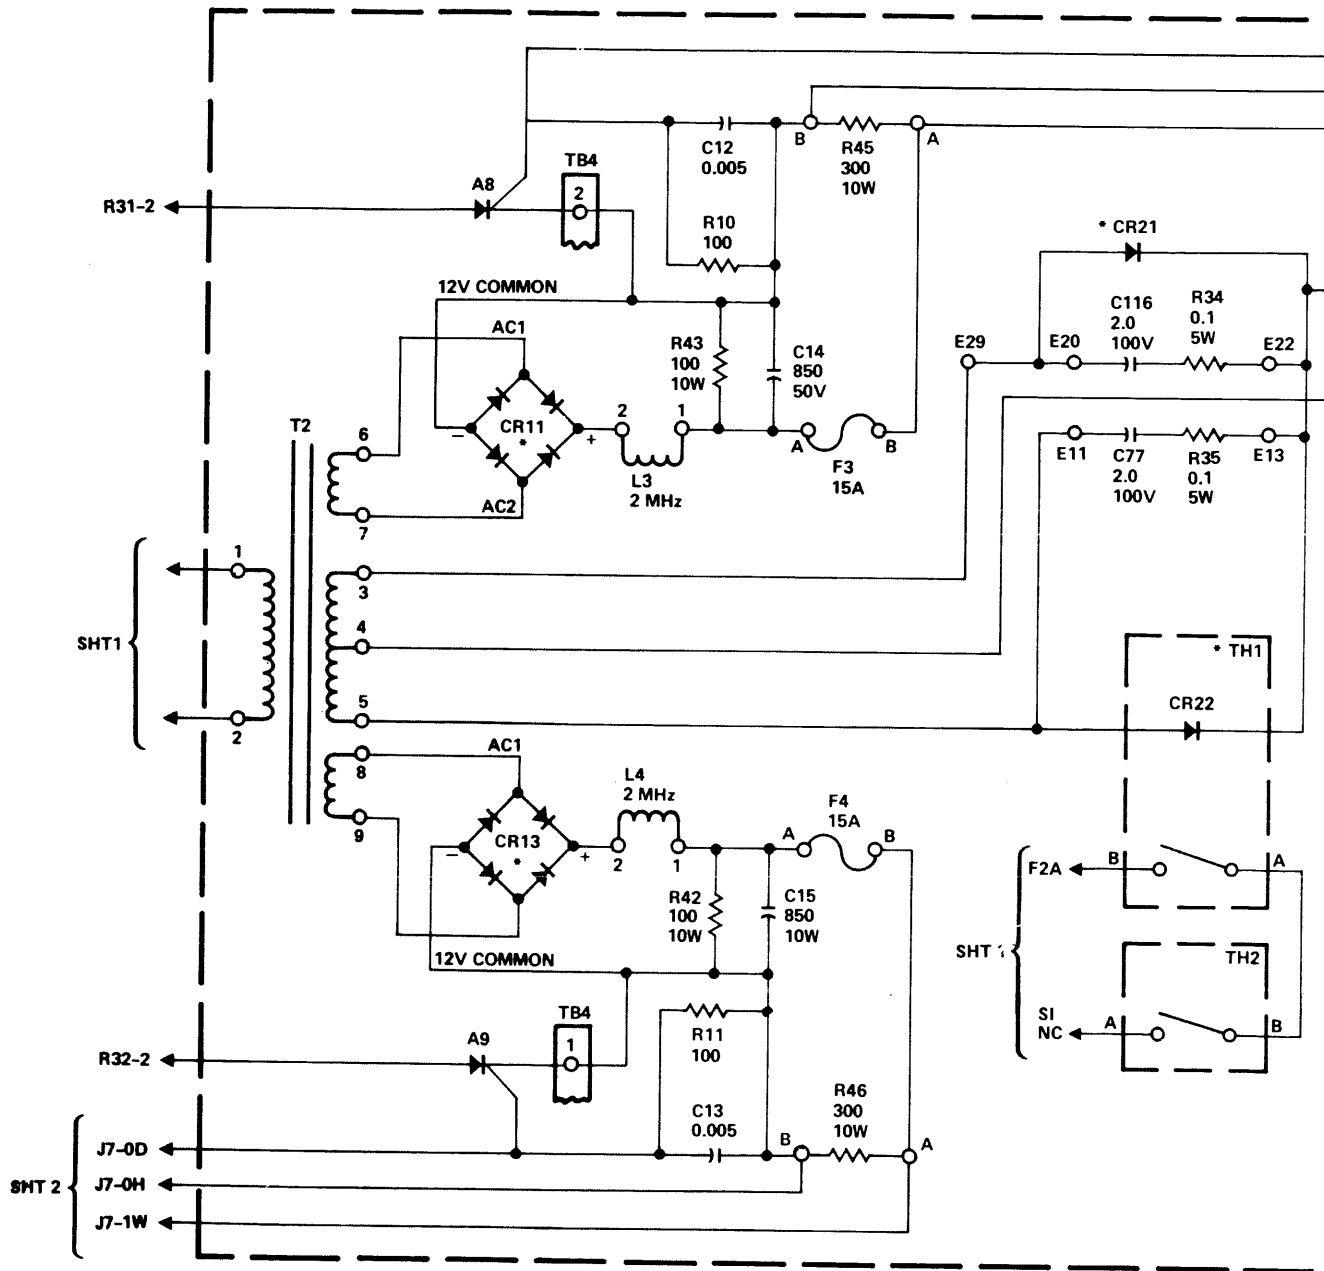 B
A
C12
0.005
R45
300
10W
TB4
2
A8
R31-2
R10
100
* CR21
12V COMMON
AC1
C116
2.0
100V
R34
0.1
5W
R43
100
10W
C14
850
50V
E29
E20
E22
T2
6
CR11
*
–
+
2
1
A
B
F3
15A
L3
2 MHz
E11
C77
2.0
100V
R35
0.1
5W
E13
AC2
7
1
3
SHT1
4
* TH1
5
CR22
2
AC1
8
L4
2 MHz
F4
15A
9
CR13
*
–
+
2
1
A
B
F2A
B
A
R42
100
10W
C15
850
10W
SHT
12V COMMON
TH2
TB4
1
A9
R11
100
SI
NC
A
B
R32-2
C13
0.005
R46
300
10W
B
A
SHT 2
J7-0D
J7-0H
J7-1W